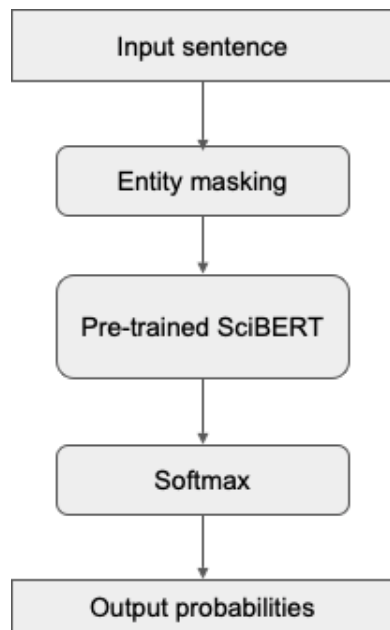 Input sentence
Entity masking
Pre-trained SciBERT
Softmax
Output probabilities